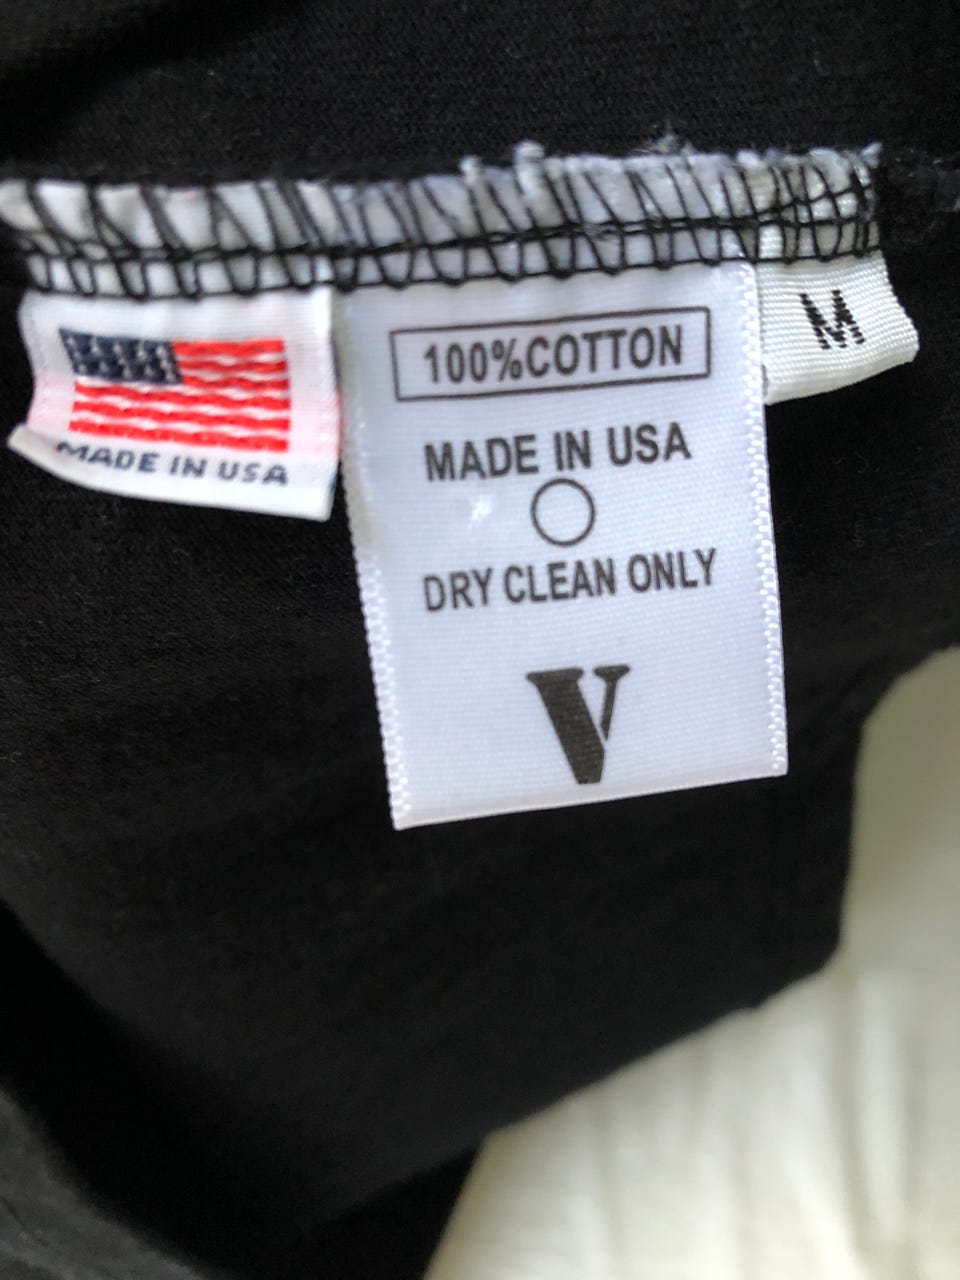 MADE IN USA
100%COTTON
MADE IN USA
DRY CLEAN ONLY
V
M